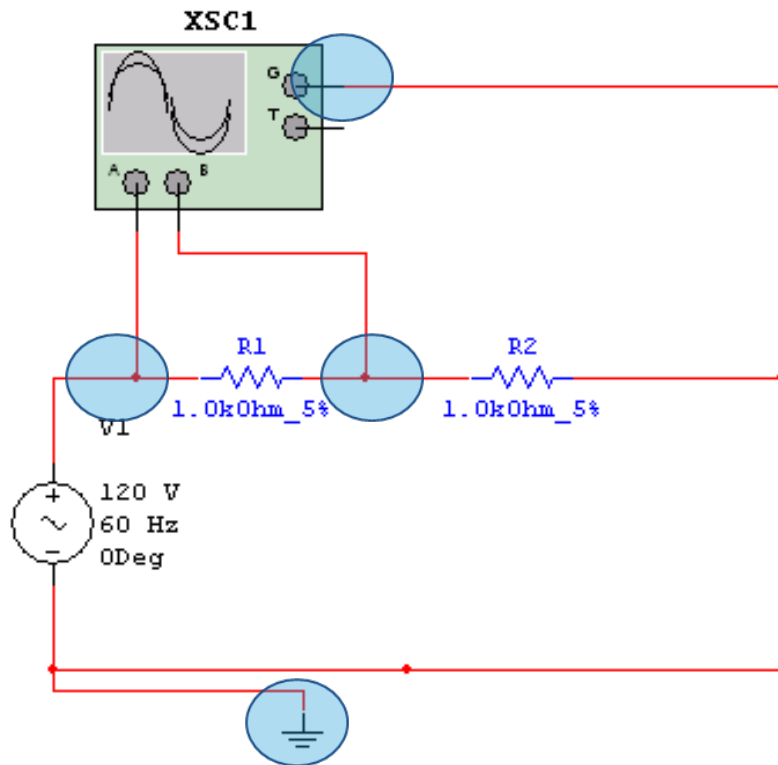 XSC1
G
T
A B
R1 R2
1.0kOhm_5% 1.0kOhm_5%
V1
120 V
60 Hz
0Deg